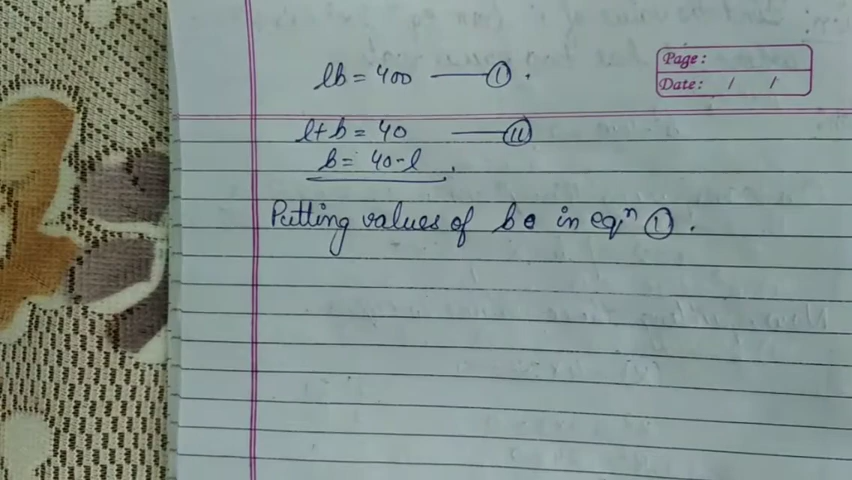 lb = 400 —— (I) .
Page:
Date: / /
l + b = 40 —— (II)
b = 40 - l .
Putting values of b in eqⁿ (I) .